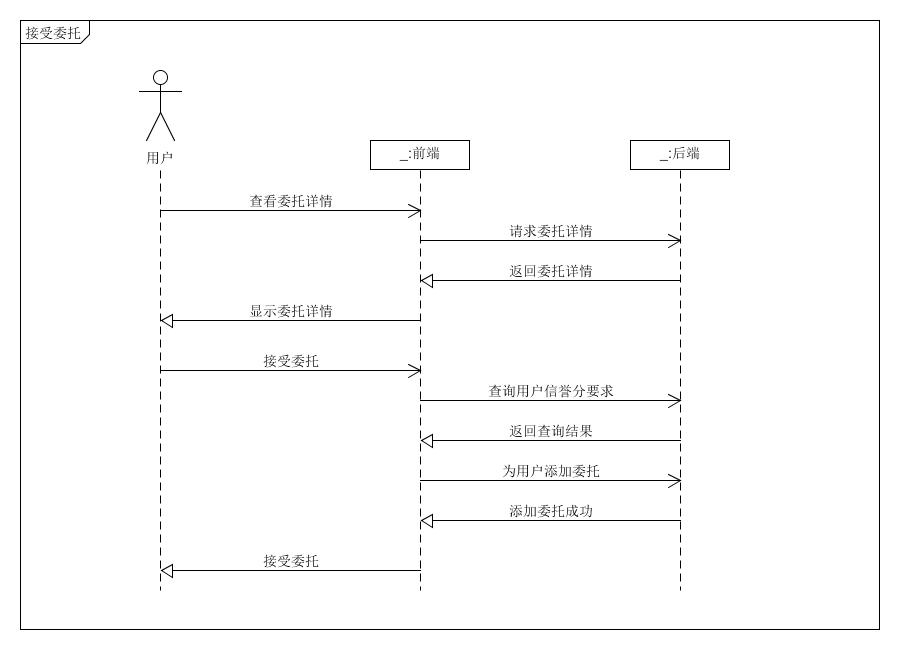 接受委托
用户
_:前端
_:后端
查看委托详情
请求委托详情
返回委托详情
显示委托详情
接受委托
查询用户信誉分要求
返回查询结果
为用户添加委托
添加委托成功
接受委托